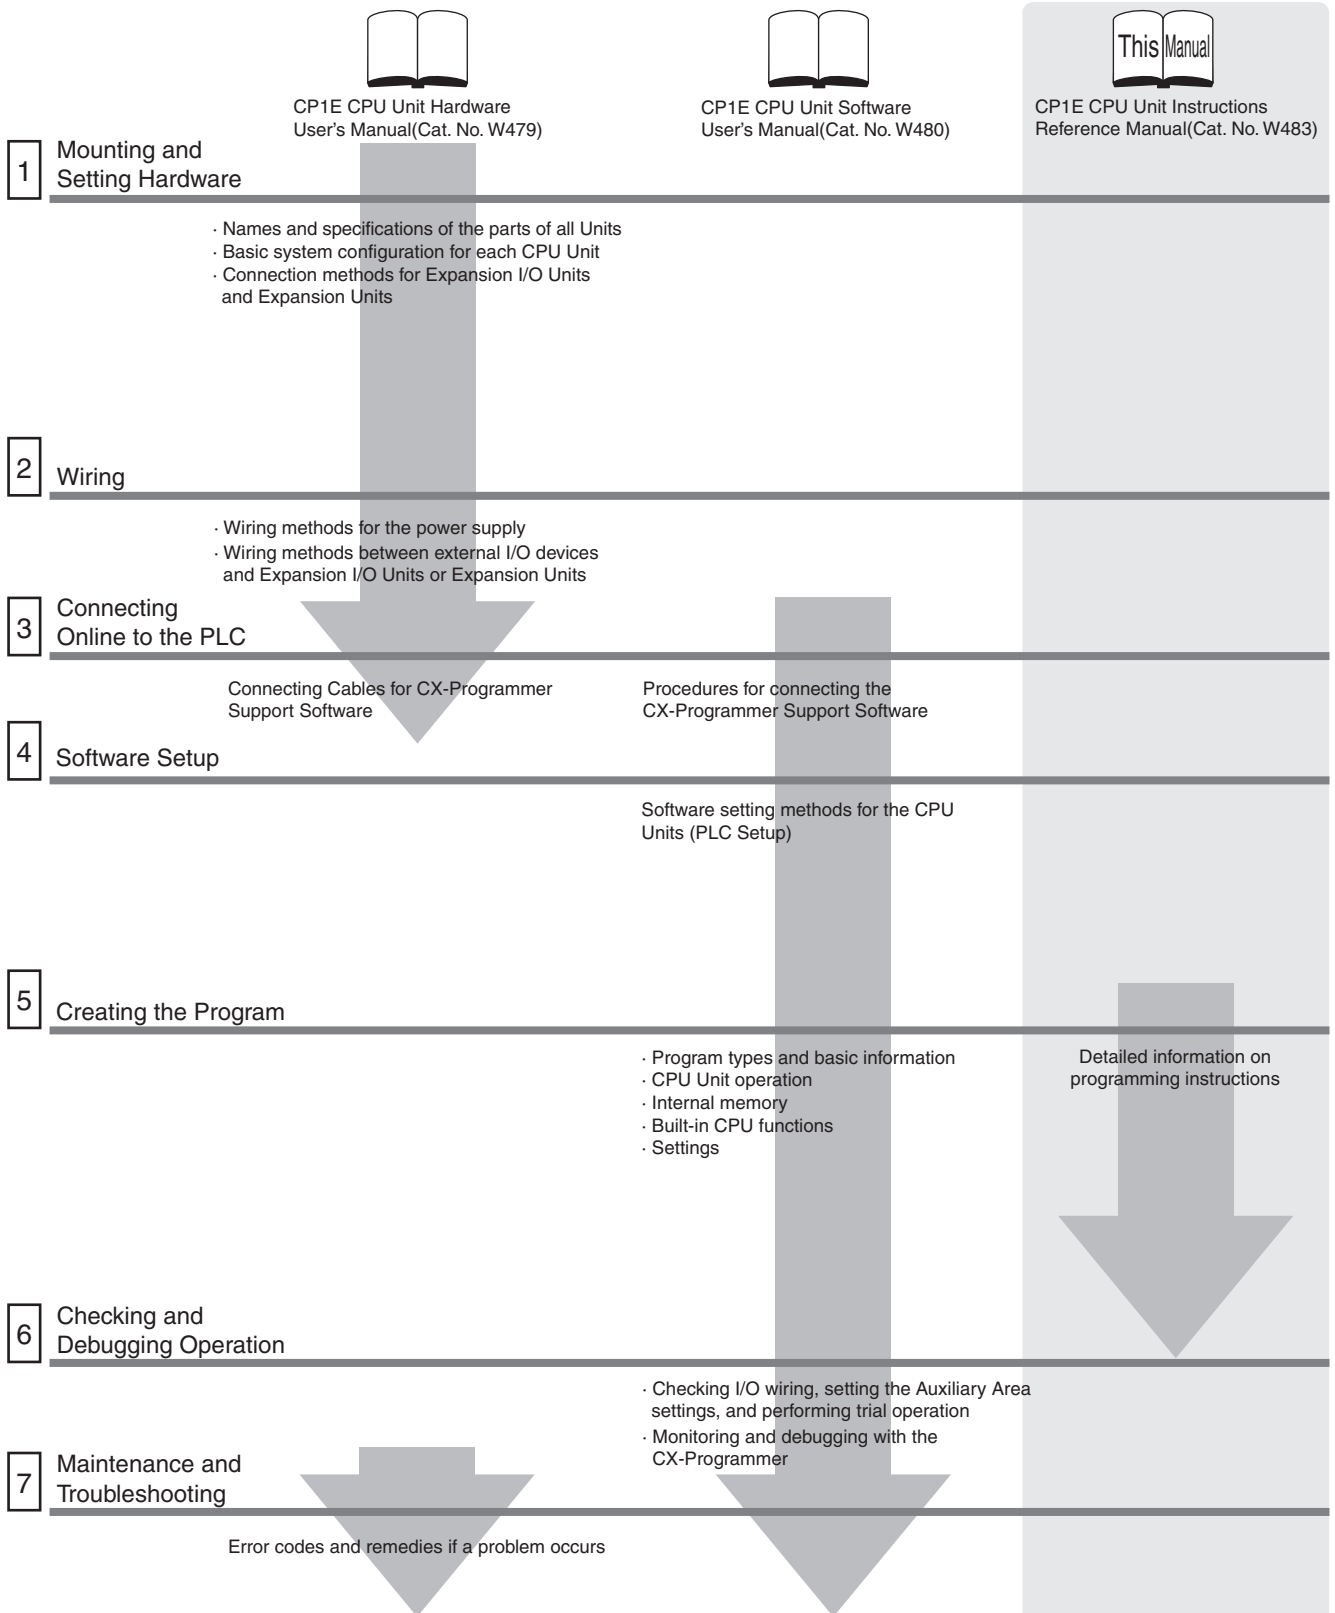 This Manual
CP1E CPU Unit Hardware
User's Manual(Cat. No. W479)
CP1E CPU Unit Software
User's Manual(Cat. No. W480)
CP1E CPU Unit Instructions
Reference Manual(Cat. No. W483)
1
Mounting and
Setting Hardware
· Names and specifications of the parts of all Units
· Basic system configuration for each CPU Unit
· Connection methods for Expansion I/O Units
and Expansion Units
2
Wiring
· Wiring methods for the power supply
· Wiring methods between external I/O devices
and Expansion I/O Units or Expansion Units
3
Connecting
Online to the PLC
Connecting Cables for CX-Programmer
Support Software
Procedures for connecting the
CX-Programmer Support Software
4
Software Setup
Software setting methods for the CPU
Units (PLC Setup)
5
Creating the Program
· Program types and basic information
· CPU Unit operation
· Internal memory
· Built-in CPU functions
· Settings
Detailed information on
programming instructions
6
Checking and
Debugging Operation
· Checking I/O wiring, setting the Auxiliary Area
settings, and performing trial operation
· Monitoring and debugging with the
CX-Programmer
7
Maintenance and
Troubleshooting
Error codes and remedies if a problem occurs